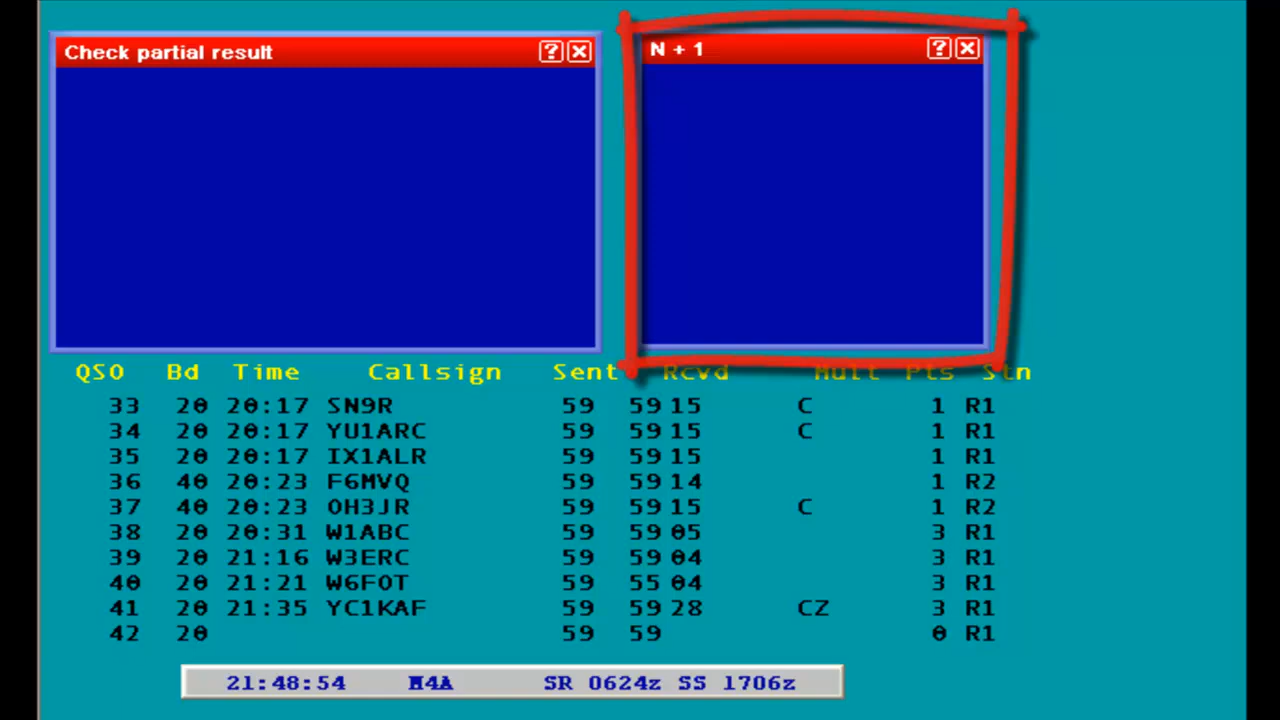 Check partial result ? X
N + 1 ? X
QSO Bd Time Callsign Sent Rcvd Mult Pts Stn
33 20 20:17 SN9R 59 59 15 C 1 R1
34 20 20:17 YU1ARC 59 59 15 C 1 R1
35 20 20:17 IX1ALR 59 59 15 1 R1
36 40 20:23 F6MVQ 59 59 14 1 R2
37 40 20:23 OH3JR 59 59 15 C 1 R2
38 20 20:31 W1ABC 59 59 05 3 R1
39 20 21:16 W3ERC 59 59 04 3 R1
40 20 21:21 W6FOT 59 55 04 3 R1
41 20 21:35 YC1KAF 59 59 28 CZ 3 R1
42 20 59 59 0 R1
21:48:54 M4A SR 0624z SS 1706z